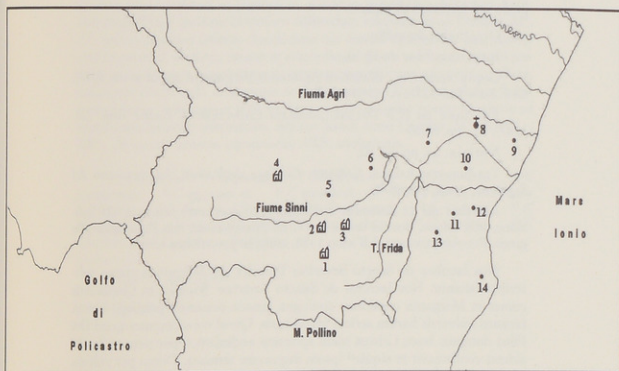 Fiume Agri
8
7
9
4
6
10
5
Fiume Sinni
Mare
Ionio
12
11
2
3
13
T. Frida
1
Golfo
di
Policastro
14
M. Pollino